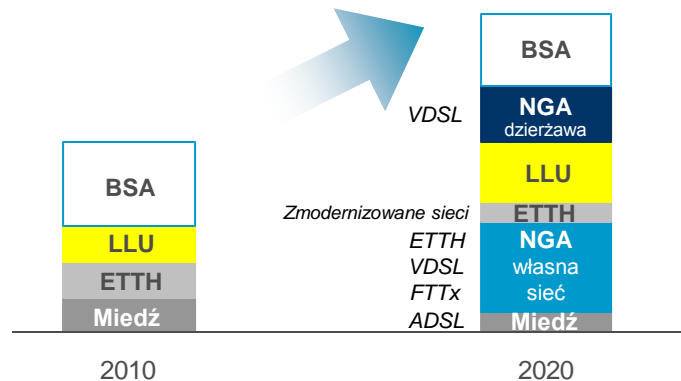 BSA
LLU
ETTH
Miedź
2010
VDSL
Zmodernizowane sieci
ETTH
VDSL
FTTx
ADSL
BSA
NGA
dzierżawa
LLU
ETTH
NGA
własna
sieć
Miedź
2020